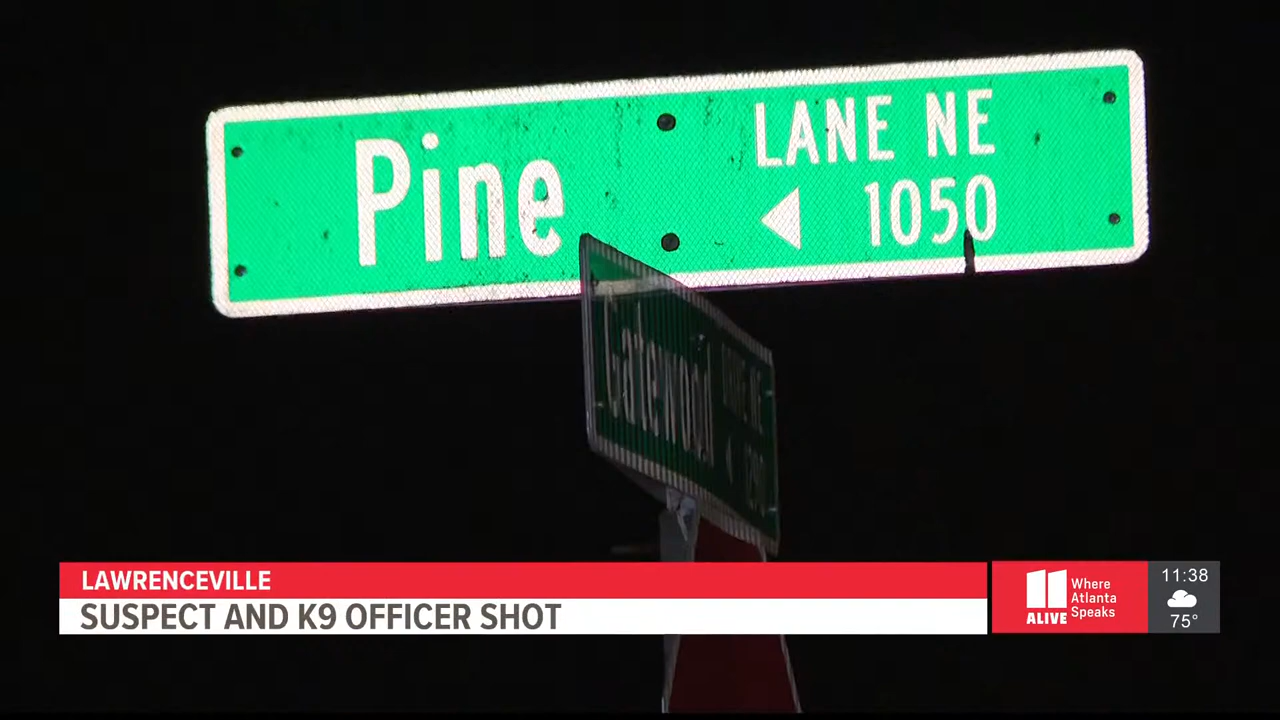 Pine
LANE NE
1050
Gatewood
LAWRENCEVILLE
SUSPECT AND K9 OFFICER SHOT
11
ALIVE
Where
Atlanta
Speaks
11:38
75°